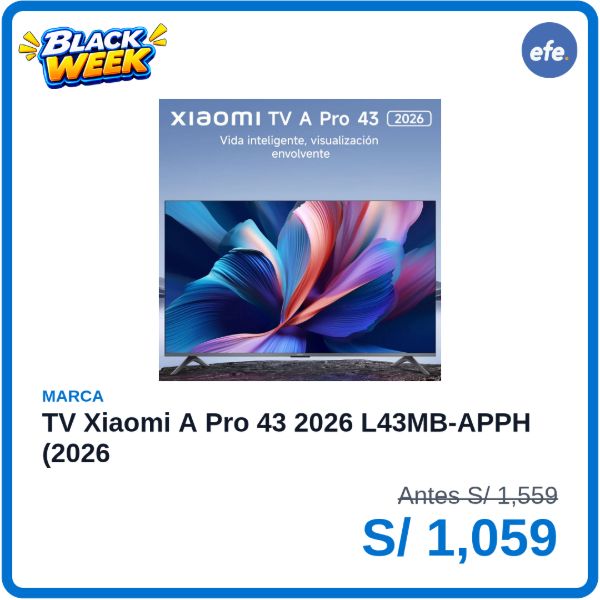 BLACK
WEEK
efe.
XIAOMI TV A Pro 43 2026
Vida inteligente, visualización
envolvente
MARCA
TV Xiaomi A Pro 43 2026 L43MB-APPH
(2026
Antes S/ 1,559
S/ 1,059